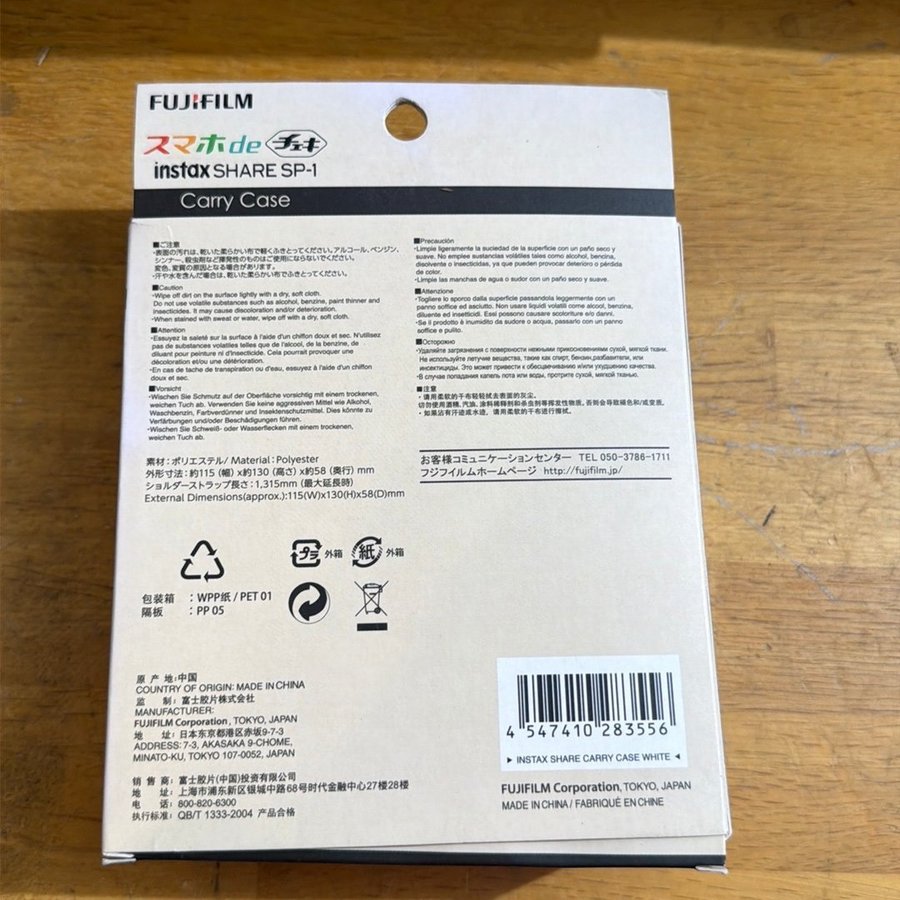 FUJIFILM
スマホ de チェキ
instax SHARE SP-1
Carry Case
■ご注意
・表面の汚れは、乾いた柔らかい布で軽くふきとってください。アルコール、ベンジン、
シンナー、殺虫剤など揮発性のものはご使用にならないでください。
変色、変質の原因となる場合があります。
・汗や水を含んだ場合は、乾いた柔らかい布でふきとってください。
■Caution
・Wipe off dirt on the surface lightly with a dry, soft cloth.
Do not use volatile substances such as alcohol, benzine, paint thinner and
insecticides. It may cause discoloration and/or deterioration.
・When stained with sweat or water, wipe off with a dry, soft cloth.
■Attention
・Essuyez la saleté sur la surface à l'aide d'un chiffon doux et sec. N'utilisez
pas de substances volatiles telles que de l'alcool, de la benzine, de
diluant pour peinture ni d'insecticide. Cela pourrait provoquer une
décoloration et/ou une détérioration.
・En cas de tache de transpiration ou d'eau, essuyez à l'aide d'un chiffon
doux et sec.
■Vorsicht
・Wischen Sie Schmutz auf der Oberfläche vorsichtig mit einem trockenen,
weichen Tuch ab. Verwenden Sie keine aggressiven Mittel wie Alkohol,
Waschbenzin, Farbverdünner und Insektenschutzmittel. Dies könnte zu
Verfärbungen und/oder Beschädigungen führen.
・Wischen Sie Schweiß- oder Wasserflecken mit einem trockenen,
weichen Tuch ab.
素材：ポリエステル/ Material：Polyester
外形寸法：約115（幅）x約130（高さ）x約58（奥行）mm
ショルダーストラップ長さ：1,315mm（最大延長時）
External Dimensions(approx.):115(W)x130(H)x58(D)mm
■Precaución
・Limpie ligeramente la suciedad de la superficie con un paño seco y
suave. No emplee sustancias volátiles tales como alcohol, benceno,
disolvente o insecticidas, ya que pueden provocar deterioro o pérdida
de color.
・Limpie las manchas de agua o sudor con un paño seco y suave.
■Attenzione
・Togliere lo sporco dalla superficie passandola leggermente con un
panno soffice ed asciutto. Non usare liquidi volatili come alcool, benzina,
diluente ed insetticidi. Essi possono causare scoloriture e/o danni.
・Se il prodotto è inumidito da sudore o acqua, passarlo con un panno
soffice e pulito.
■Осторожно
・Удаляйте загрязнения с поверхности нежными прикосновениями сухой, мягкой ткани.
Не используйте летучие вещества, такие как спирт, бензин,разбавители, или
инсектициды. Это может привести к обесцвечиванию и/или ухудшению качества.
・В случае попадания капель пота или воды, протрите сухой, мягкой тканью.
■注意
・请用柔软的干布轻轻拭去表面的灰尘。
切勿使用酒精、汽油、涂料稀释剂和杀虫剂等挥发性物质。否则会导致褪色和/或变质。
・如果沾有汗迹或水迹，请用柔软的干布进行擦拭。
お客様コミュニケーションセンター TEL 050-3786-1711
フジフイルムホームページ http://fujifilm.jp/
プラ 外箱 紙 外箱
包装箱 ：WPP纸 / PET 01
隔板 ：PP 05
原 产 地：中国
COUNTRY OF ORIGIN: MADE IN CHINA
监 制：富士胶片株式会社
MANUFACTURER:
FUJIFILM Corporation, TOKYO, JAPAN
地 址：日本东京都港区赤坂9-7-3
ADDRESS: 7-3, AKASAKA 9-CHOME,
MINATO-KU, TOKYO 107-0052, JAPAN
销 售 商：富士胶片(中国)投资有限公司
地 址：上海市浦东新区银城中路68号时代金融中心27楼28楼
电 话：800-820-6300
执行标准：QB/T 1333-2004 产品合格
4 547410 283556
▶ INSTAX SHARE CARRY CASE WHITE ◀
FUJIFILM Corporation, TOKYO, JAPAN
MADE IN CHINA / FABRIQUÉ EN CHINE